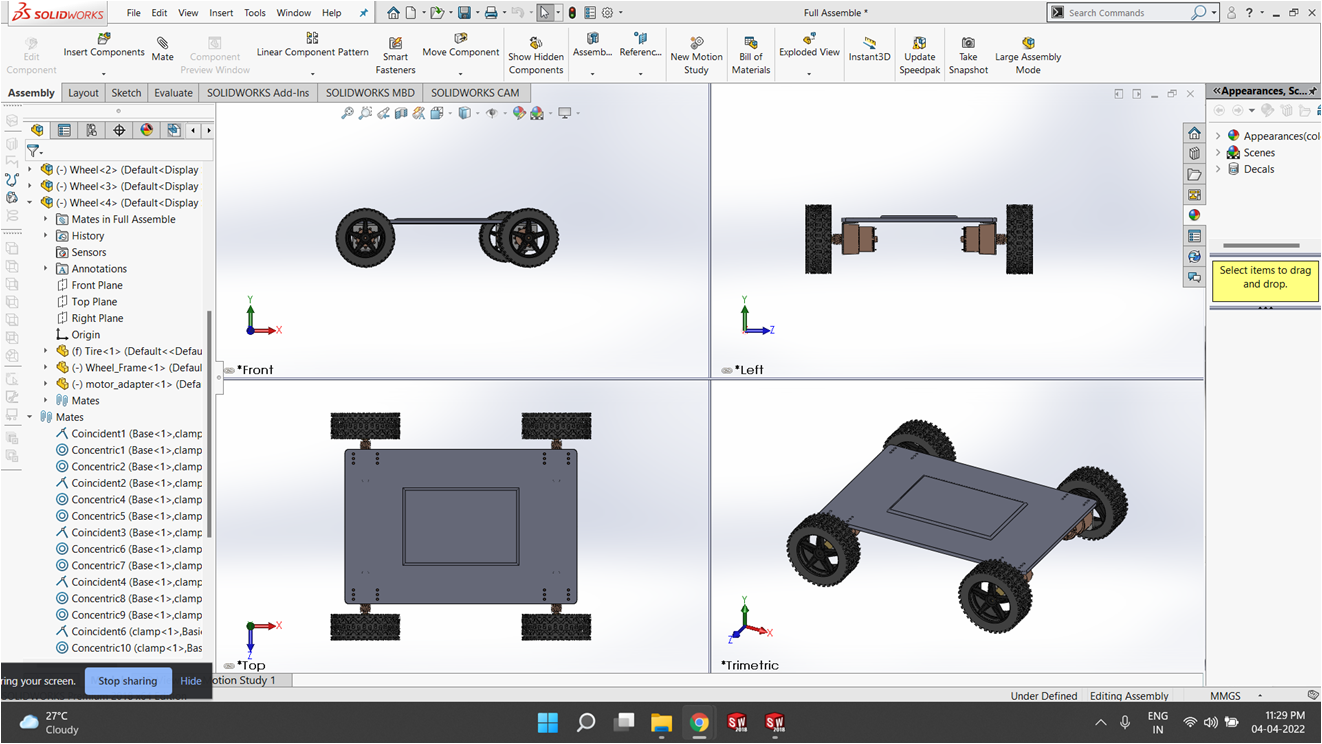 SOLIDWORKS File Edit View Insert Tools Window Help Full Assemble * Search Commands
Edit Component
Insert Components
Mate
Component Preview Window
Linear Component Pattern
Smart Fasteners
Move Component
Show Hidden Components
Assemb...
Referenc...
New Motion Study
Bill of Materials
Exploded View
Instant3D
Update Speedpak
Take Snapshot
Large Assembly Mode
Assembly Layout Sketch Evaluate SOLIDWORKS Add-Ins SOLIDWORKS MBD SOLIDWORKS CAM
(-) Wheel<2> (Default<Display
(-) Wheel<3> (Default<Display
(-) Wheel<4> (Default<Display
Mates in Full Assemble
History
Sensors
Annotations
Front Plane
Top Plane
Right Plane
Origin
(f) Tire<1> (Default<<Defau
(-) Wheel_Frame<1> (Defaul
(-) motor_adapter<1> (Defa
Mates
Mates
Coincident1 (Base<1>,clamp
Concentric1 (Base<1>,clamp
Concentric2 (Base<1>,clamp
Coincident2 (Base<1>,clamp
Concentric4 (Base<1>,clamp
Concentric5 (Base<1>,clamp
Coincident3 (Base<1>,clamp
Concentric6 (Base<1>,clamp
Concentric7 (Base<1>,clamp
Coincident4 (Base<1>,clamp
Concentric8 (Base<1>,clamp
Concentric9 (Base<1>,clamp
Coincident6 (clamp<1>,Basi
Concentric10 (clamp<1>,Bas
Y
X
*Front
Y
Z
*Left
X
Z
*Top
Y
X
Z
*Trimetric
«Appearances, Sc...
Appearances(colo
Scenes
Decals
Select items to drag
and drop.
ring your screen. Stop sharing Hide
otion Study 1
Under Defined Editing Assembly MMGS
27°C
Cloudy
SW 2018
SW 2018
ENG
IN
11:29 PM
04-04-2022